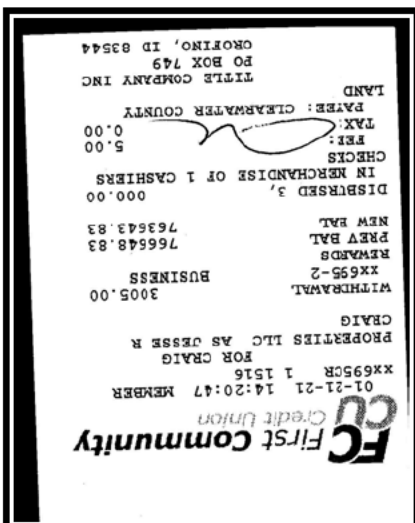 FC First Community
CU Credit Union
01-21-21 14:20:47 MEMBER
xx695CR 1 1516
FOR CRAIG
PROPERTIES LLC AS JESSE R
CRAIG
WITHDRAWAL 3005.00
xx695-2 BUSINESS
REWARDS
PREV BAL 766648.83
NEW BAL 763643.83
DISBURSED 3,000.00
IN MERCHANDISE OF 1 CASHIERS
CHECKS
FEE: 5.00
TAX: 0.00
PAYEE: CLEARWATER COUNTY
LAND
TITLE COMPANY INC
PO BOX 749
OROFINO, ID 83544